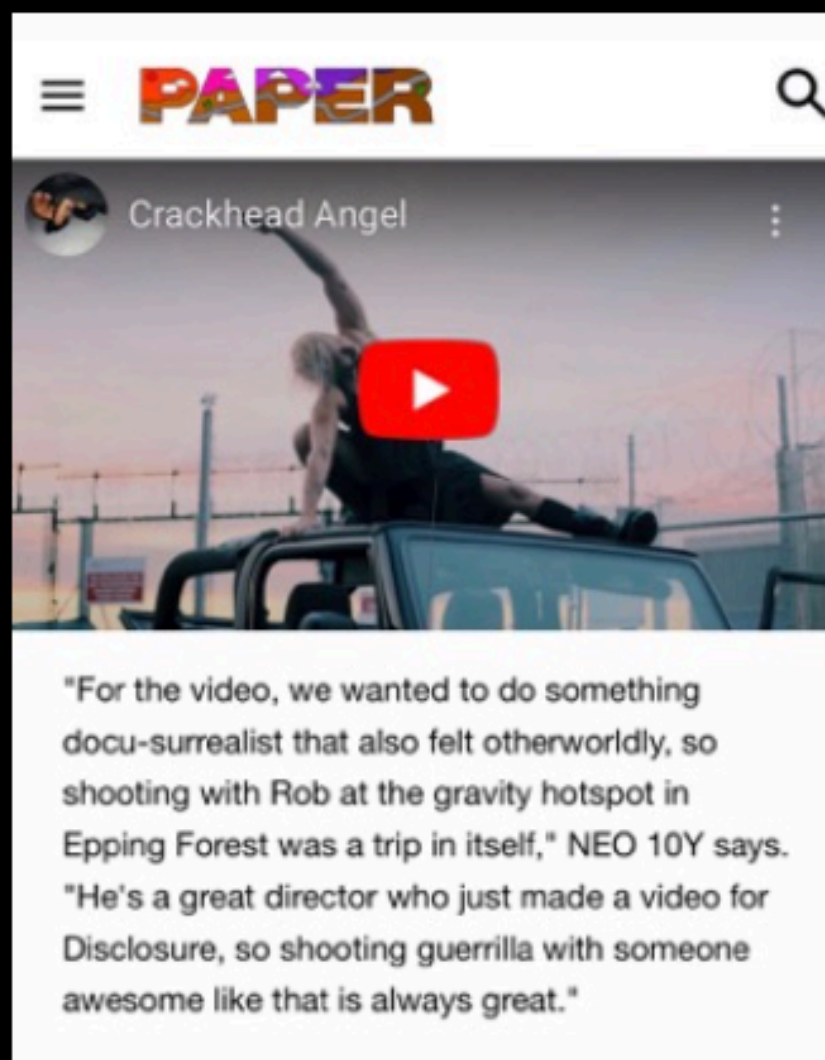 PAPER
Crackhead Angel
"For the video, we wanted to do something
docu-surrealist that also felt otherworldly, so
shooting with Rob at the gravity hotspot in
Epping Forest was a trip in itself," NEO 10Y says.
"He's a great director who just made a video for
Disclosure, so shooting guerrilla with someone
awesome like that is always great."